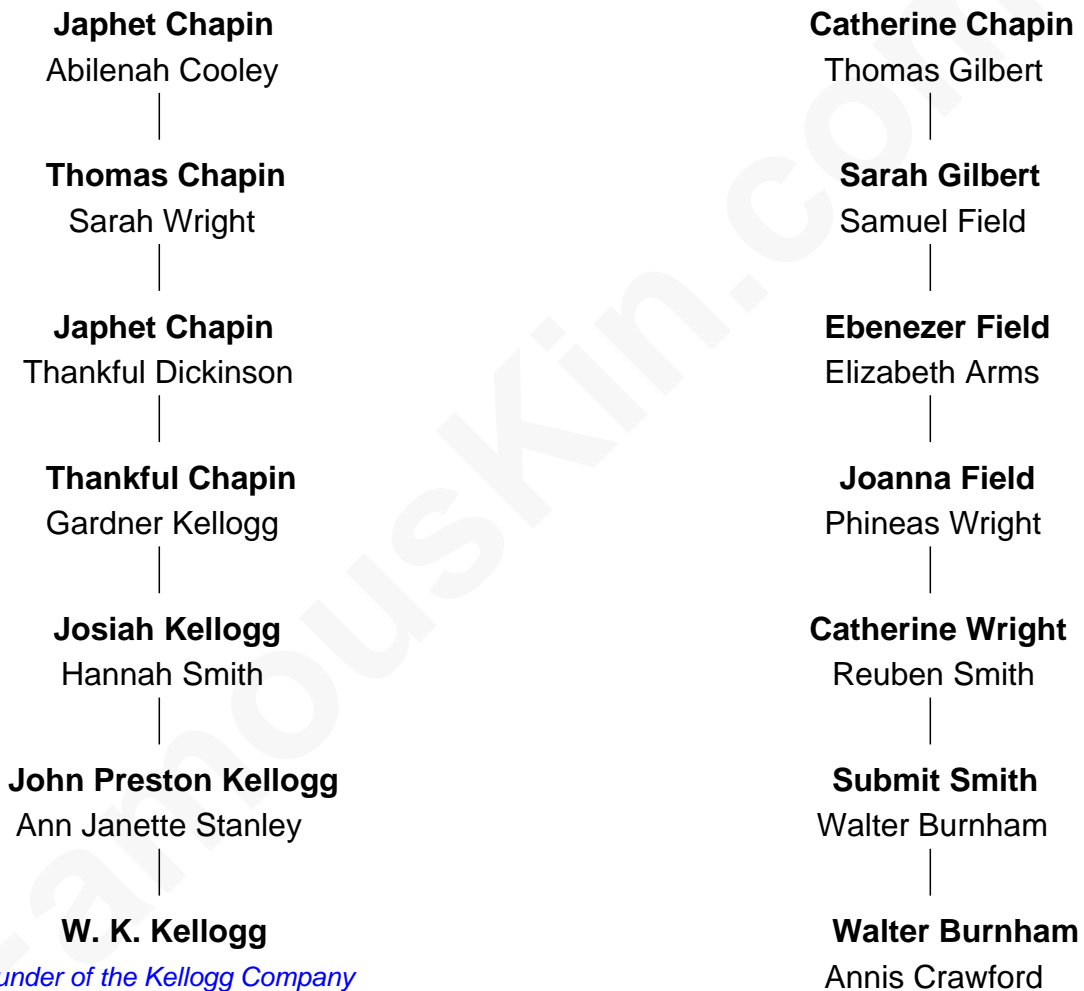 Japhet Chapin
Abilenah Cooley
Thomas Chapin
Sarah Wright
Japhet Chapin
Thankful Dickinson
Thankful Chapin
Gardner Kellogg
Josiah Kellogg
Hannah Smith
John Preston Kellogg
Ann Janette Stanley
W. K. Kellogg
under of the Kellogg Company
Catherine Chapin
Thomas Gilbert
Sarah Gilbert
Samuel Field
Ebenezer Field
Elizabeth Arms
Joanna Field
Phineas Wright
Catherine Wright
Reuben Smith
Submit Smith
Walter Burnham
Walter Burnham
Annis Crawford
amousKin.com